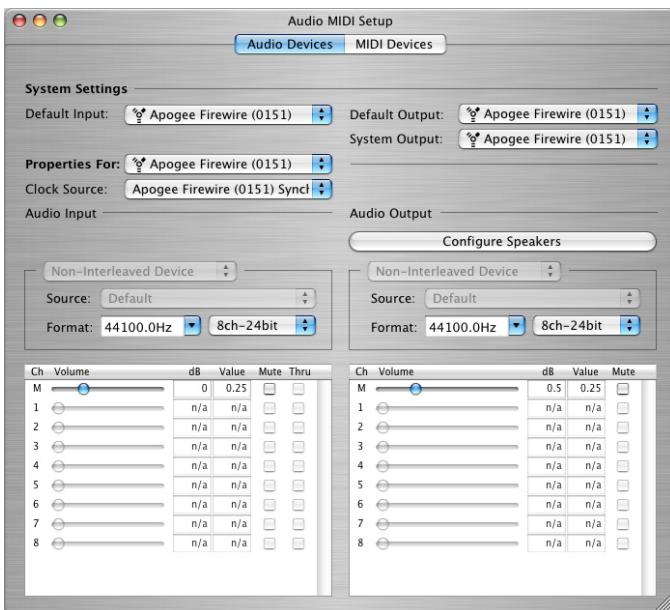 Audio MIDI Setup
Audio Devices MIDI Devices
System Settings
Default Input: Apogee Firewire (0151)
Default Output: Apogee Firewire (0151)
System Output: Apogee Firewire (0151)
Properties For: Apogee Firewire (0151)
Clock Source: Apogee Firewire (0151) Synch
Audio Input
Audio Output
Configure Speakers
Non-Interleaved Device
Source: Default
Format: 44100.0Hz 8ch-24bit
Non-Interleaved Device
Source: Default
Format: 44100.0Hz 8ch-24bit
Ch Volume dB Value Mute Thru
M 0 0.25
1 n/a n/a
2 n/a n/a
3 n/a n/a
4 n/a n/a
5 n/a n/a
6 n/a n/a
7 n/a n/a
8 n/a n/a
Ch Volume dB Value Mute
M 0.5 0.25
1 n/a n/a
2 n/a n/a
3 n/a n/a
4 n/a n/a
5 n/a n/a
6 n/a n/a
7 n/a n/a
8 n/a n/a